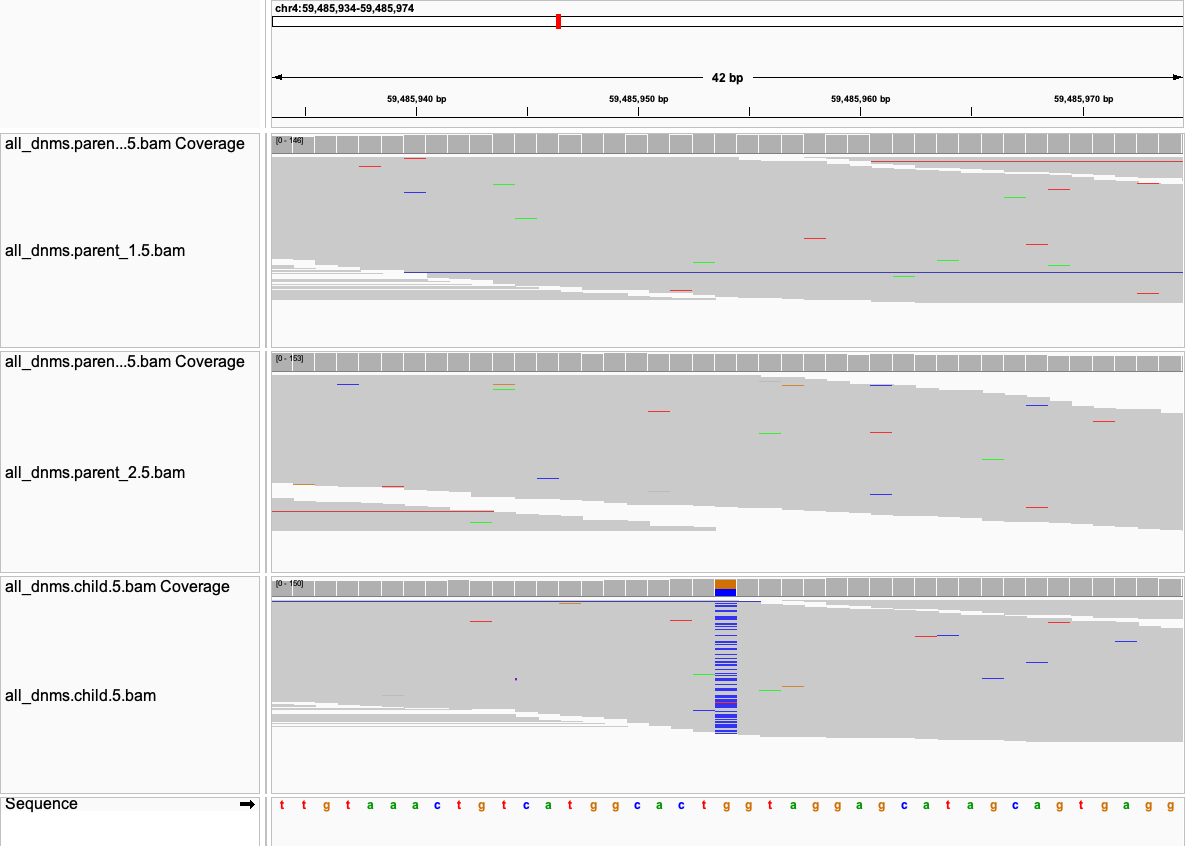 chr4:59,485,934-59,485,974
42 bp
59,485,940 bp 59,485,950 bp 59,485,960 bp 59,485,970 bp
all_dnms.paren...5.bam Coverage [0 - 146]
all_dnms.parent_1.5.bam
all_dnms.paren...5.bam Coverage [0 - 153]
all_dnms.parent_2.5.bam
all_dnms.child.5.bam Coverage [0 - 150]
all_dnms.child.5.bam
Sequence t t g t a a a c t g t c a t g g c a c t g g t a g g a g c a t a g c a g t g a g g